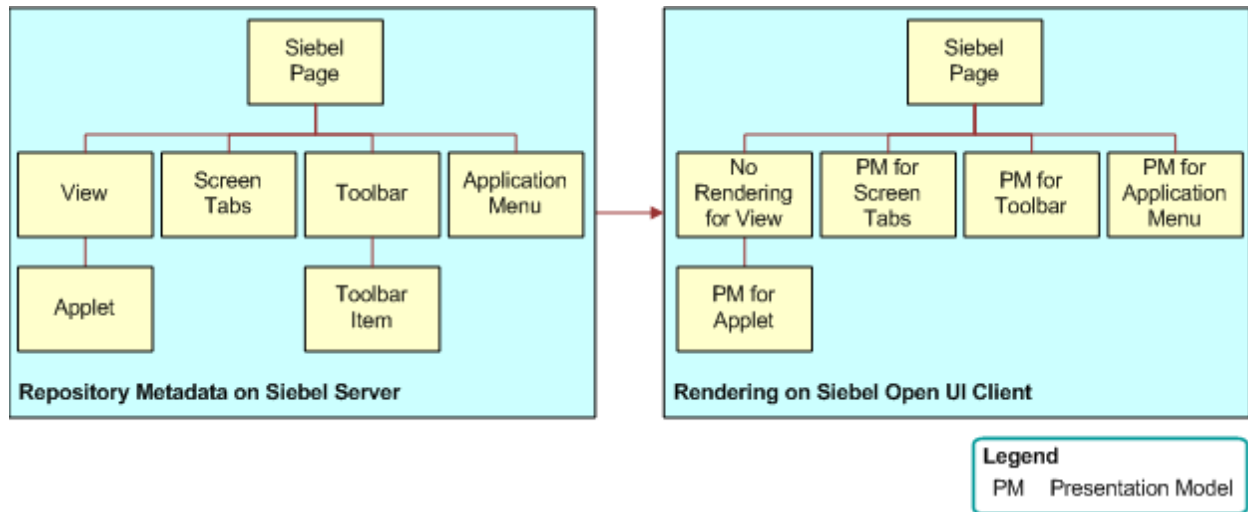 Siebel
Page
View
Screen
Tabs
Toolbar
Application
Menu
Applet
Toolbar
Item
Repository Metadata on Siebel Server
Siebel
Page
No
Rendering
for View
PM for
Screen
Tabs
PM for
Toolbar
PM for
Application
Menu
PM for
Applet
Rendering on Siebel Open UI Client
Legend
PM Presentation Model